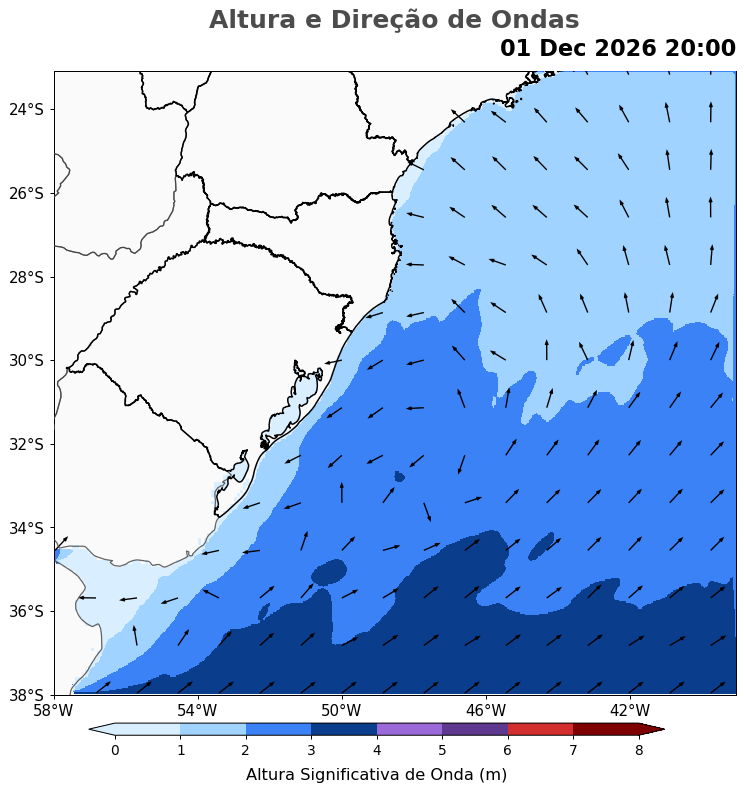 Altura e Direção de Ondas
01 Dec 2026 20:00
24°S
26°S
28°S
30°S
32°S
34°S
36°S
38°S
58°W 54°W 50°W 46°W 42°W
0 1 2 3 4 5 6 7 8
Altura Significativa de Onda (m)